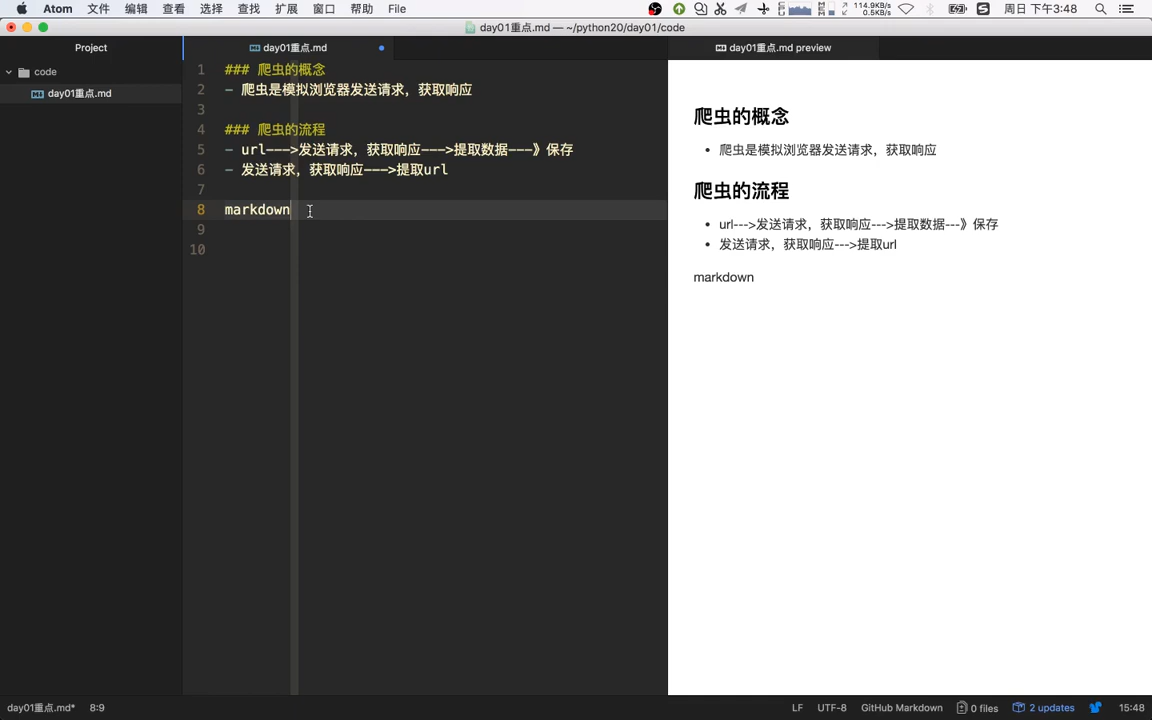 Atom 文件 编辑 查看 选择 查找 扩展 窗口 帮助 File 114.9KB/s 0.5KB/s 周日 下午3:48
day01重点.md — ~/python20/day01/code
Project
day01重点.md
day01重点.md preview
code
day01重点.md
1 ### 爬虫的概念
2 - 爬虫是模拟浏览器发送请求，获取响应
3
4 ### 爬虫的流程
5 - url--->发送请求，获取响应--->提取数据---》保存
6 - 发送请求，获取响应--->提取url
7
8 markdown
9
10
爬虫的概念
• 爬虫是模拟浏览器发送请求，获取响应
爬虫的流程
• url--->发送请求，获取响应--->提取数据---》保存
• 发送请求，获取响应--->提取url
markdown
day01重点.md* 8:9 LF UTF-8 GitHub Markdown 0 files 2 updates 15:48